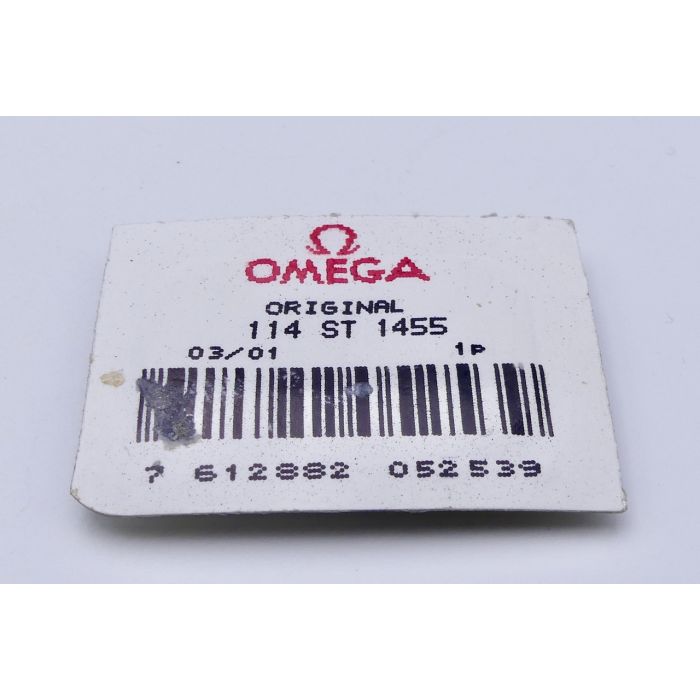 Ω
OMEGA
ORIGINAL
114 ST 1455
03/01 1P
7 612882 052539